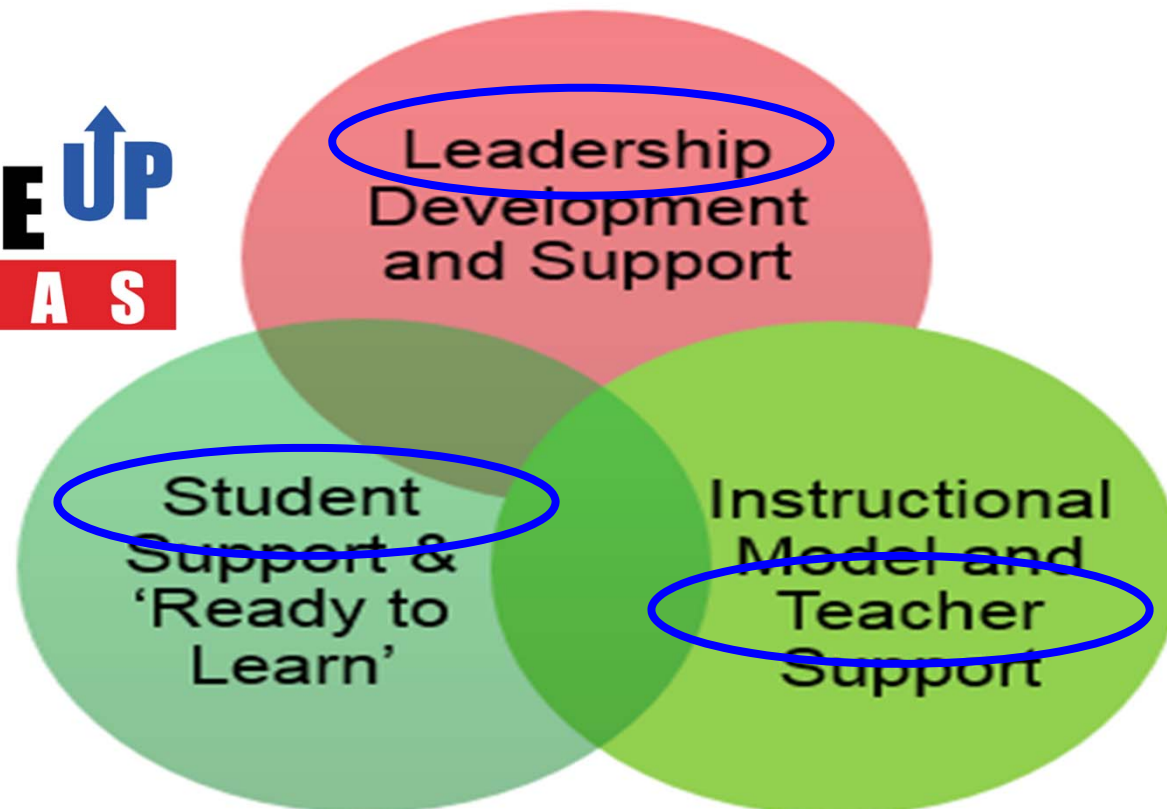 E UP
A S
Leadership
Development
and Support
Student
Support &
‘Ready to
Learn’
Instructional
Model and
Teacher
Support